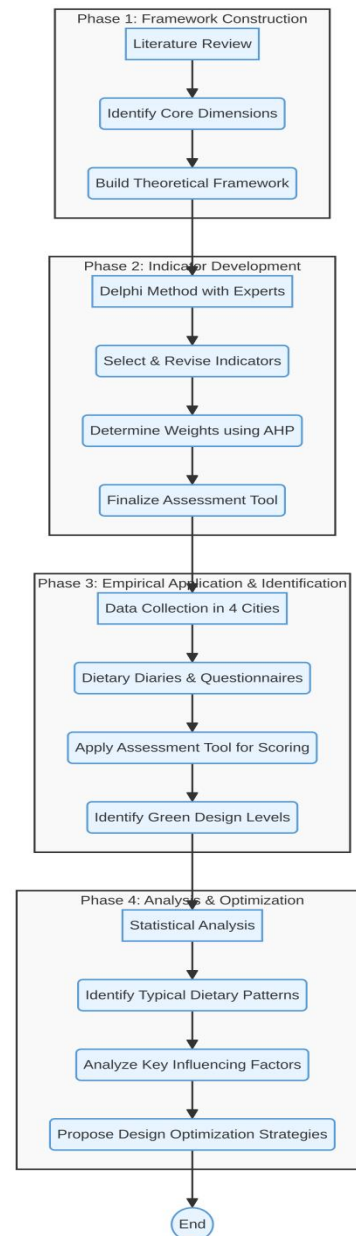 Phase 1: Framework Construction
Literature Review
Identify Core Dimensions
Build Theoretical Framework
Phase 2: Indicator Development
Delphi Method with Experts
Select & Revise Indicators
Determine Weights using AHP
Finalize Assessment Tool
Phase 3: Empirical Application & Identification
Data Collection in 4 Cities
Dietary Diaries & Questionnaires
Apply Assessment Tool for Scoring
Identify Green Design Levels
Phase 4: Analysis & Optimization
Statistical Analysis
Identify Typical Dietary Patterns
Analyze Key Influencing Factors
Propose Design Optimization Strategies
End